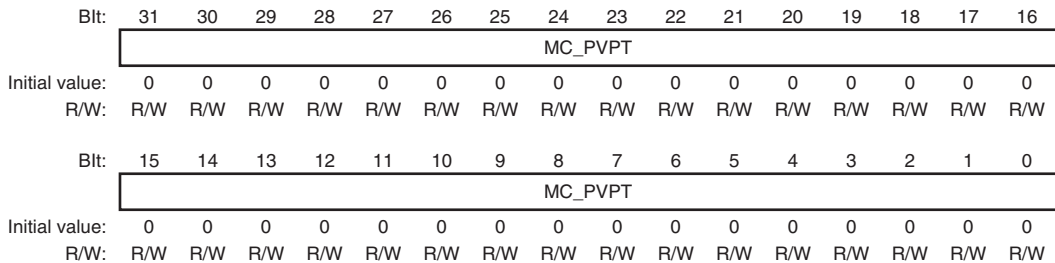 BIt: 31 30 29 28 27 26 25 24 23 22 21 20 19 18 17 16
MC_PVPT
Initial value: 0 0 0 0 0 0 0 0 0 0 0 0 0 0 0 0
R/W: R/W R/W R/W R/W R/W R/W R/W R/W R/W R/W R/W R/W R/W R/W R/W R/W
BIt: 15 14 13 12 11 10 9 8 7 6 5 4 3 2 1 0
MC_PVPT
Initial value: 0 0 0 0 0 0 0 0 0 0 0 0 0 0 0 0
R/W: R/W R/W R/W R/W R/W R/W R/W R/W R/W R/W R/W R/W R/W R/W R/W R/W